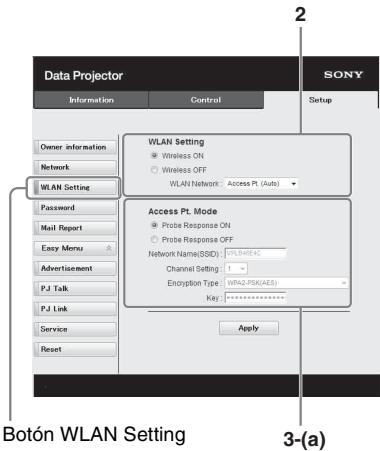 2
Data Projector
SONY
Information
Control
Setup
Owner information
Network
WLAN Setting
Password
Mail Report
Easy Menu
Advertisement
PJ Talk
PJ Link
Service
Reset
WLAN Setting
Wireless ON
Wireless OFF
WLAN Network : Access Pt. (Auto)
Access Pt. Mode
Probe Response ON
Probe Response OFF
Network Name(SSID) :
Channel Setting : 1
Encryption Type : WPA2-PSK(AES)
Key : **************
Apply
Botón WLAN Setting
3-(a)